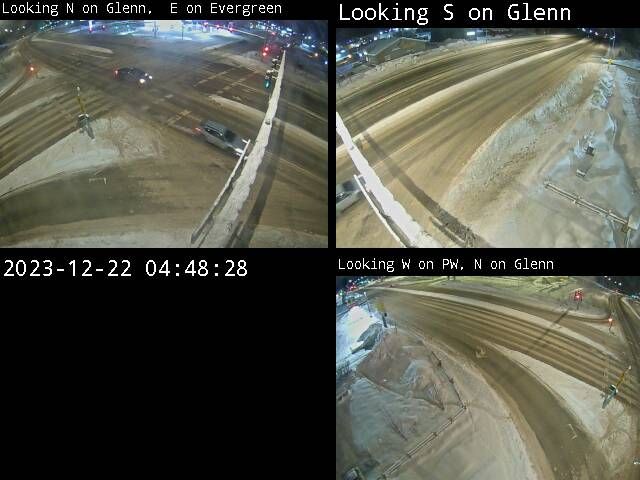 Looking N on Glenn,  E on Evergreen
Looking S on Glenn
2023-12-22 04:48:28
Looking W on PW, N on Glenn